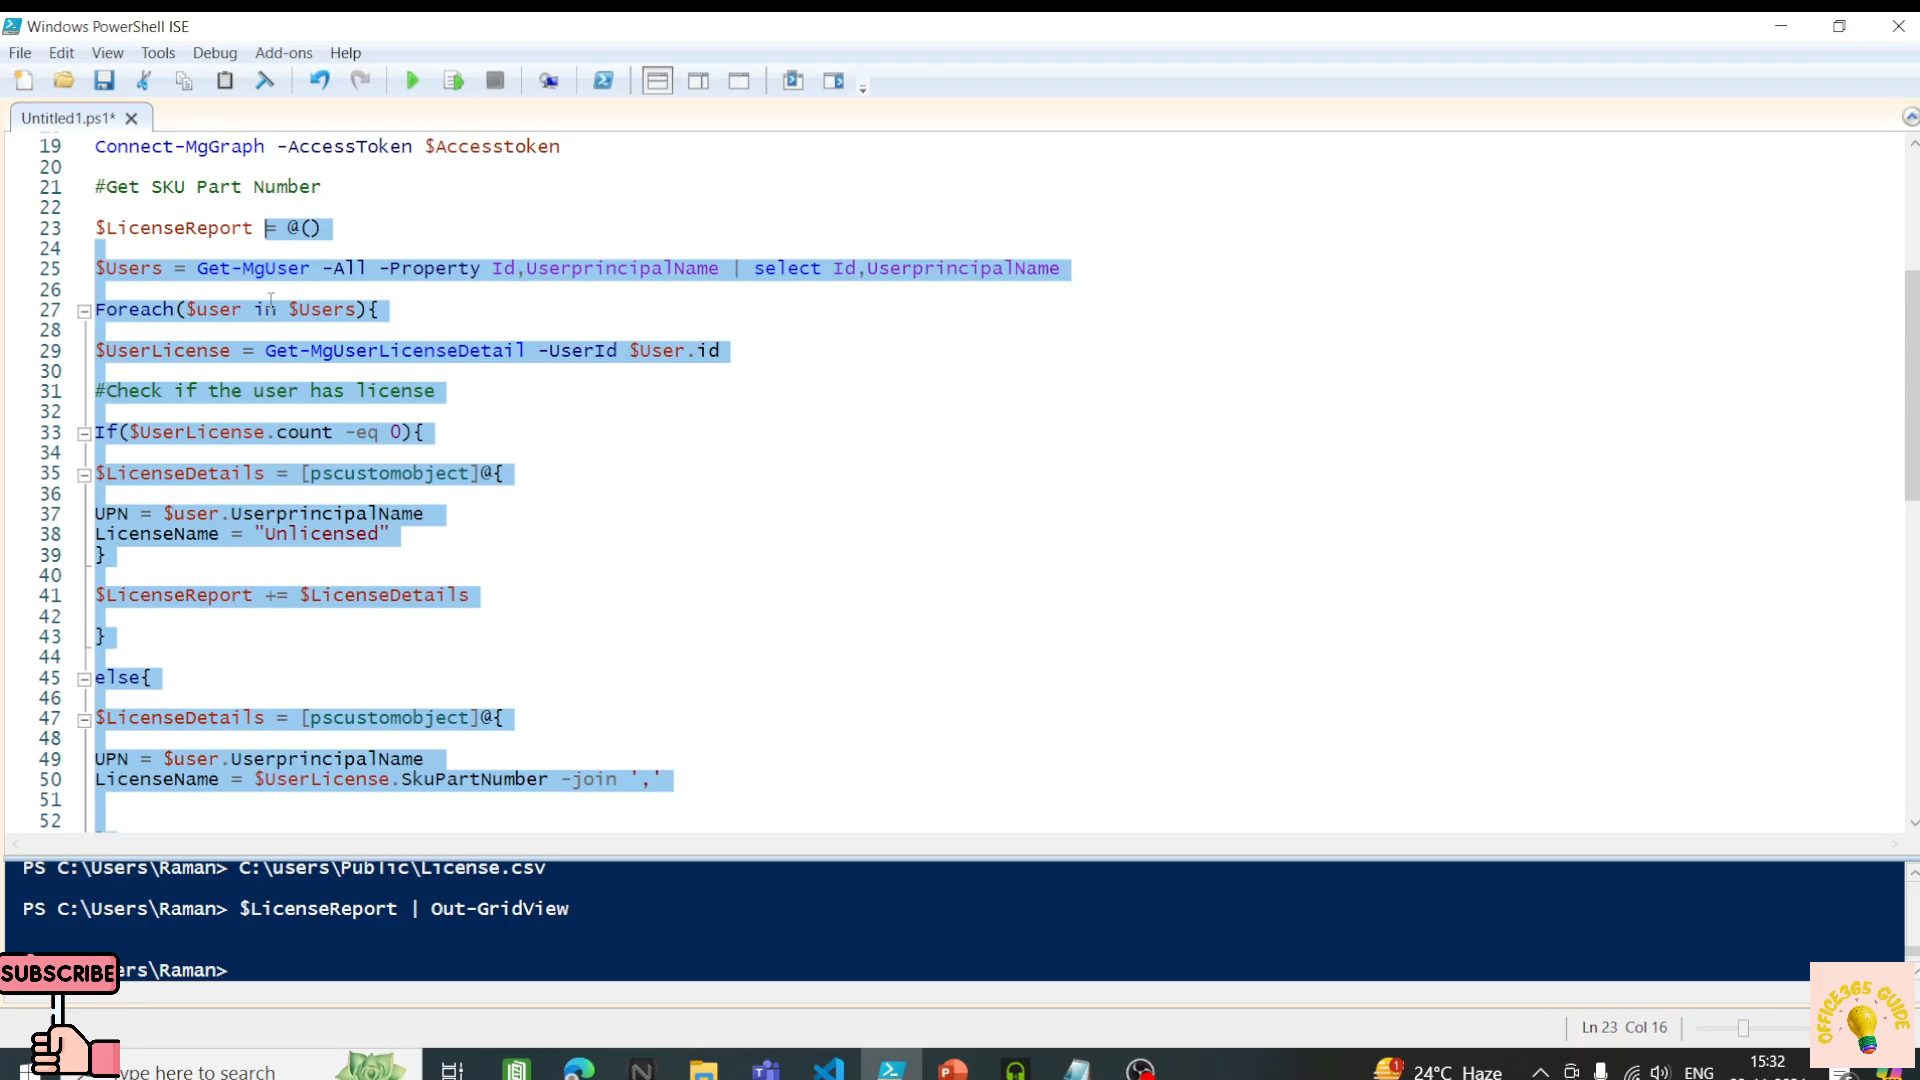 Windows PowerShell ISE
File Edit View Tools Debug Add-ons Help
Untitled1.ps1*
19 Connect-MgGraph -AccessToken $Accesstoken
20
21 #Get SKU Part Number
22
23 $LicenseReport = @()
24
25 $Users = Get-MgUser -All -Property Id,UserprincipalName | select Id,UserprincipalName
26
27 Foreach($user in $Users){
28
29 $UserLicense = Get-MgUserLicenseDetail -UserId $User.id
30
31 #Check if the user has license
32
33 If($UserLicense.count -eq 0){
34
35 $LicenseDetails = [pscustomobject]@{
36
37 UPN = $user.UserprincipalName
38 LicenseName = "Unlicensed"
39 }
40
41 $LicenseReport += $LicenseDetails
42
43 }
44
45 else{
46
47 $LicenseDetails = [pscustomobject]@{
48
49 UPN = $user.UserprincipalName
50 LicenseName = $UserLicense.SkuPartNumber -join ','
51
52
PS C:\Users\Raman> C:\users\Public\License.csv
PS C:\Users\Raman> $LicenseReport | Out-GridView
ers\Raman>
SUBSCRIBE
OFFICE365 GUIDE
Ln 23 Col 16
ype here to search
1
24°C Haze
ENG
15:32